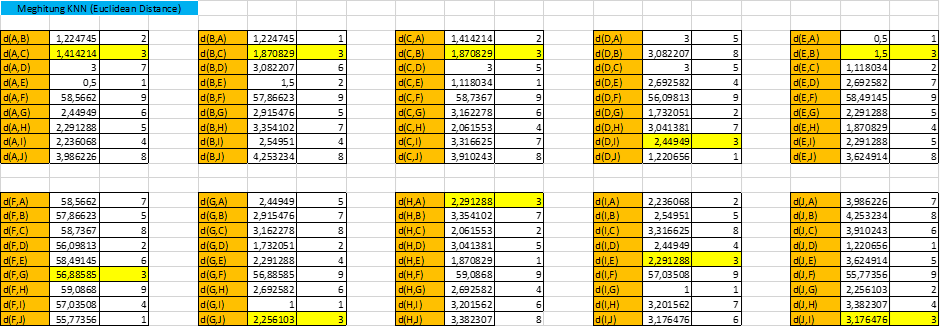 Meghitung KNN (Euclidean Distance)
d(A,B) 1,224745 2 d(B,A) 1,224745 1 d(C,A) 1,414214 2 d(D,A) 3 5 d(E,A) 0,5 1
d(A,C) 1,414214 3 d(B,C) 1,870829 3 d(C,B) 1,870829 3 d(D,B) 3,082207 8 d(E,B) 1,5 3
d(A,D) 3 7 d(B,D) 3,082207 6 d(C,D) 3 5 d(D,C) 3 5 d(E,C) 1,118034 2
d(A,E) 0,5 1 d(B,E) 1,5 2 d(C,E) 1,118034 1 d(D,E) 2,692582 4 d(E,D) 2,692582 7
d(A,F) 58,5662 9 d(B,F) 57,86623 9 d(C,F) 58,7367 9 d(D,F) 56,09813 9 d(E,F) 58,49145 9
d(A,G) 2,44949 6 d(B,G) 2,915476 5 d(C,G) 3,162278 6 d(D,G) 1,732051 2 d(E,G) 2,291288 5
d(A,H) 2,291288 5 d(B,H) 3,354102 7 d(C,H) 2,061553 4 d(D,H) 3,041381 7 d(E,H) 1,870829 4
d(A,I) 2,236068 4 d(B,I) 2,54951 4 d(C,I) 3,316625 7 d(D,I) 2,44949 3 d(E,I) 2,291288 5
d(A,J) 3,986226 8 d(B,J) 4,253234 8 d(C,J) 3,910243 8 d(D,J) 1,220656 1 d(E,J) 3,624914 8
d(F,A) 58,5662 7 d(G,A) 2,44949 5 d(H,A) 2,291288 3 d(I,A) 2,236068 2 d(J,A) 3,986226 7
d(F,B) 57,86623 5 d(G,B) 2,915476 7 d(H,B) 3,354102 7 d(I,B) 2,54951 5 d(J,B) 4,253234 8
d(F,C) 58,7367 8 d(G,C) 3,162278 8 d(H,C) 2,061553 2 d(I,C) 3,316625 8 d(J,C) 3,910243 6
d(F,D) 56,09813 2 d(G,D) 1,732051 2 d(H,D) 3,041381 5 d(I,D) 2,44949 4 d(J,D) 1,220656 1
d(F,E) 58,49145 6 d(G,E) 2,291288 4 d(H,E) 1,870829 1 d(I,E) 2,291288 3 d(J,E) 3,624914 5
d(F,G) 56,88585 3 d(G,F) 56,88585 9 d(H,F) 59,0868 9 d(I,F) 57,03508 9 d(J,F) 55,77356 9
d(F,H) 59,0868 9 d(G,H) 2,692582 6 d(H,G) 2,692582 4 d(I,G) 1 1 d(J,G) 2,256103 2
d(F,I) 57,03508 4 d(G,I) 1 1 d(H,I) 3,201562 6 d(I,H) 3,201562 7 d(J,H) 3,382307 4
d(F,J) 55,77356 1 d(G,J) 2,256103 3 d(H,J) 3,382307 8 d(I,J) 3,176476 6 d(J,I) 3,176476 3